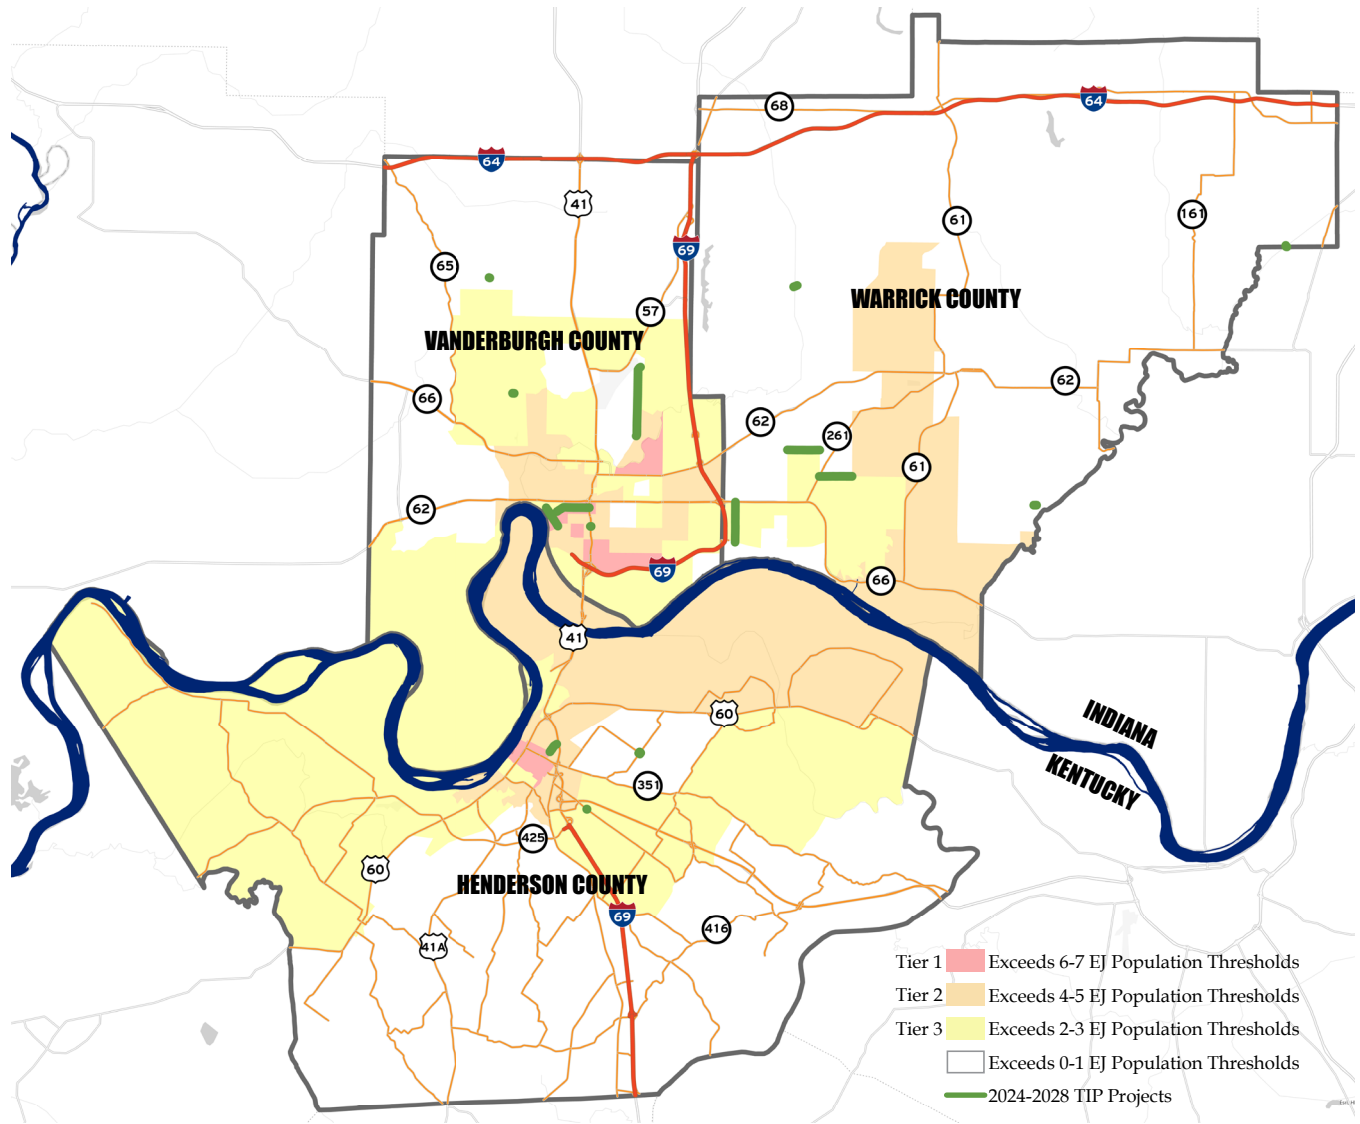 68
64
64
41
61
161
69
65
57
WARRICK COUNTY
VANDERBURGH COUNTY
62
66
62
261
61
62
69
66
41
60
INDIANA
KENTUCKY
351
425
60
HENDERSON COUNTY
69
416
41A
Tier 1 Exceeds 6-7 EJ Population Thresholds
Tier 2 Exceeds 4-5 EJ Population Thresholds
Tier 3 Exceeds 2-3 EJ Population Thresholds
Exceeds 0-1 EJ Population Thresholds
2024-2028 TIP Projects